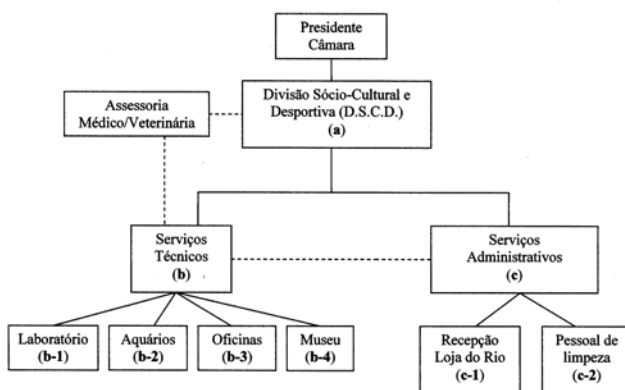 Presidente
Câmara
Divisão Sócio-Cultural e
Desportiva (D.S.C.D.)
(a)
Assessoria
Médico/Veterinária
Serviços
Técnicos
(b)
Serviços
Administrativos
(c)
Laboratório
(b-1)
Aquários
(b-2)
Oficinas
(b-3)
Museu
(b-4)
Recepção
Loja do Rio
(c-1)
Pessoal de
limpeza
(c-2)